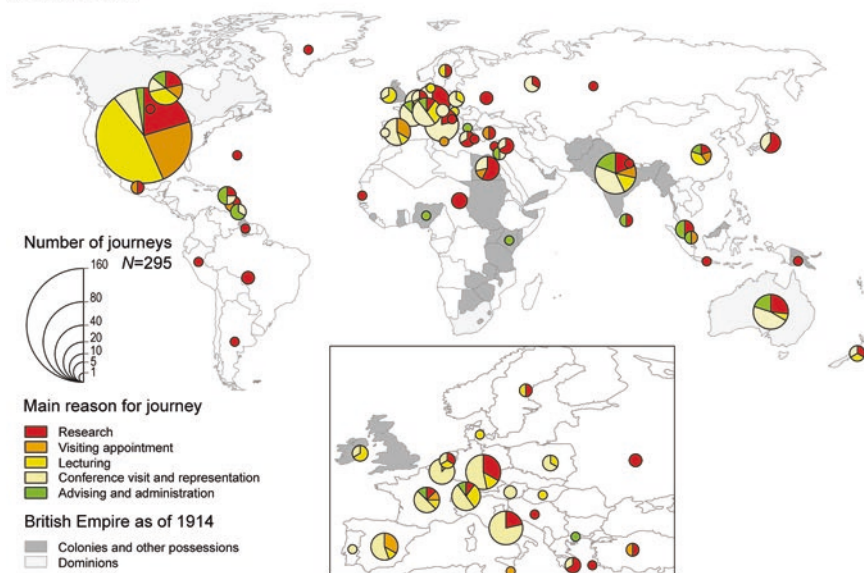 Number of journeys
N=295
160
80
40
20
10
5
1
Main reason for journey
Research
Visiting appointment
Lecturing
Conference visit and representation
Advising and administration
British Empire as of 1914
Colonies and other possessions
Dominions